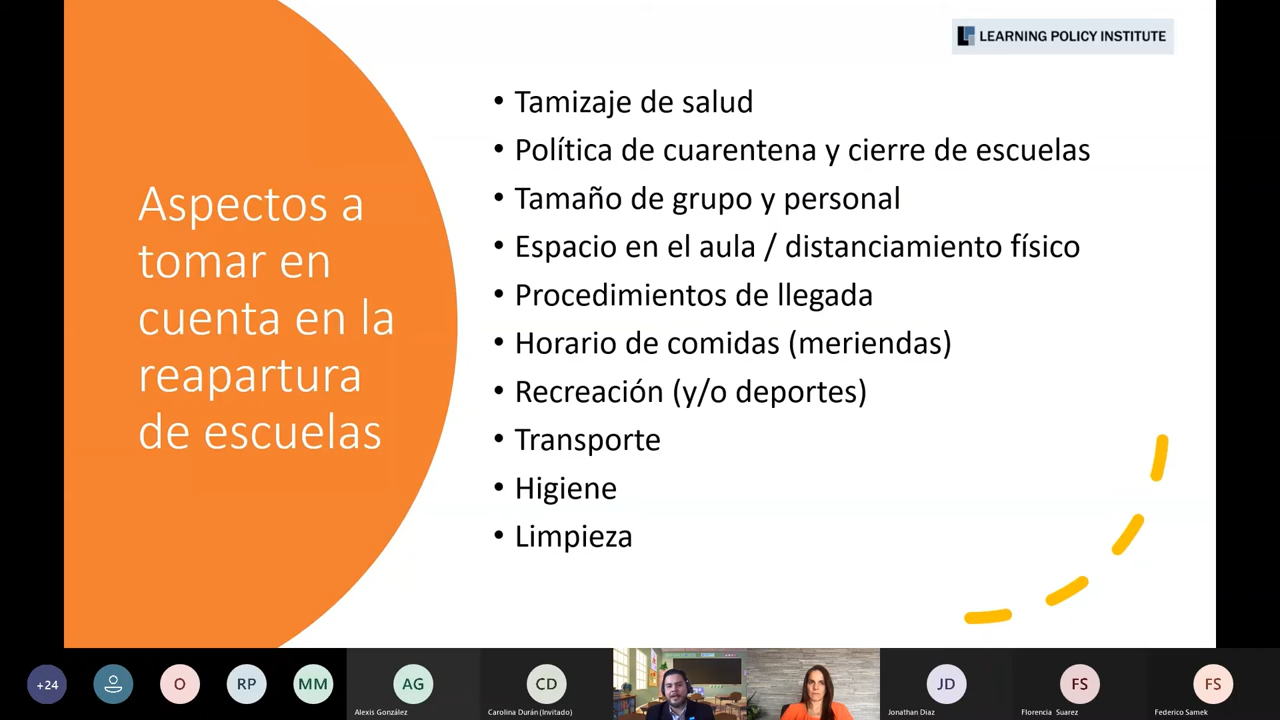 LEARNING POLICY INSTITUTE
Aspectos a
tomar en
cuenta en la
reapartura
de escuelas
• Tamizaje de salud
• Política de cuarentena y cierre de escuelas
• Tamaño de grupo y personal
• Espacio en el aula / distanciamiento físico
• Procedimientos de llegada
• Horario de comidas (meriendas)
• Recreación (y/o deportes)
• Transporte
• Higiene
• Limpieza
+24
O
RP
MM
AG
Alexis González
CD
Carolina Durán (Invitado)
JD
Jonathan Diaz
FS
Florencia Suarez
FS
Federico Samek